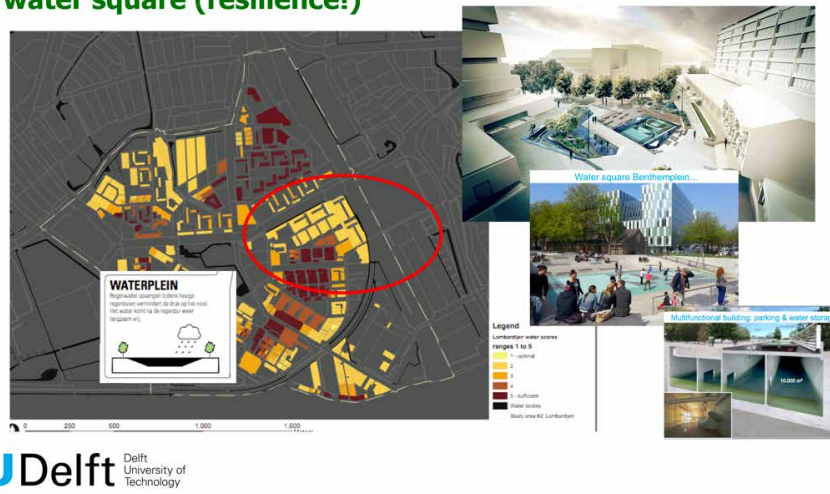 water square (resilience!)
Water square Benthemplein...
WATERPLEIN
Regenwater opvangen tijdens hevige
regenbuien vermindert de druk op het riool.
Het water komt na de regenbui weer
langzaam vrij.
Legend
Lombardijen water scores
ranges 1 to 5
1 - optimal
2
3
4
5 - sufficient
Water bodies
Study area #2: Lombardijen
Multifunctional building: parking & water storag
10.000 m³
0 250 500 1.000 1.500
Meters
UDelft
Delft
University of
Technology